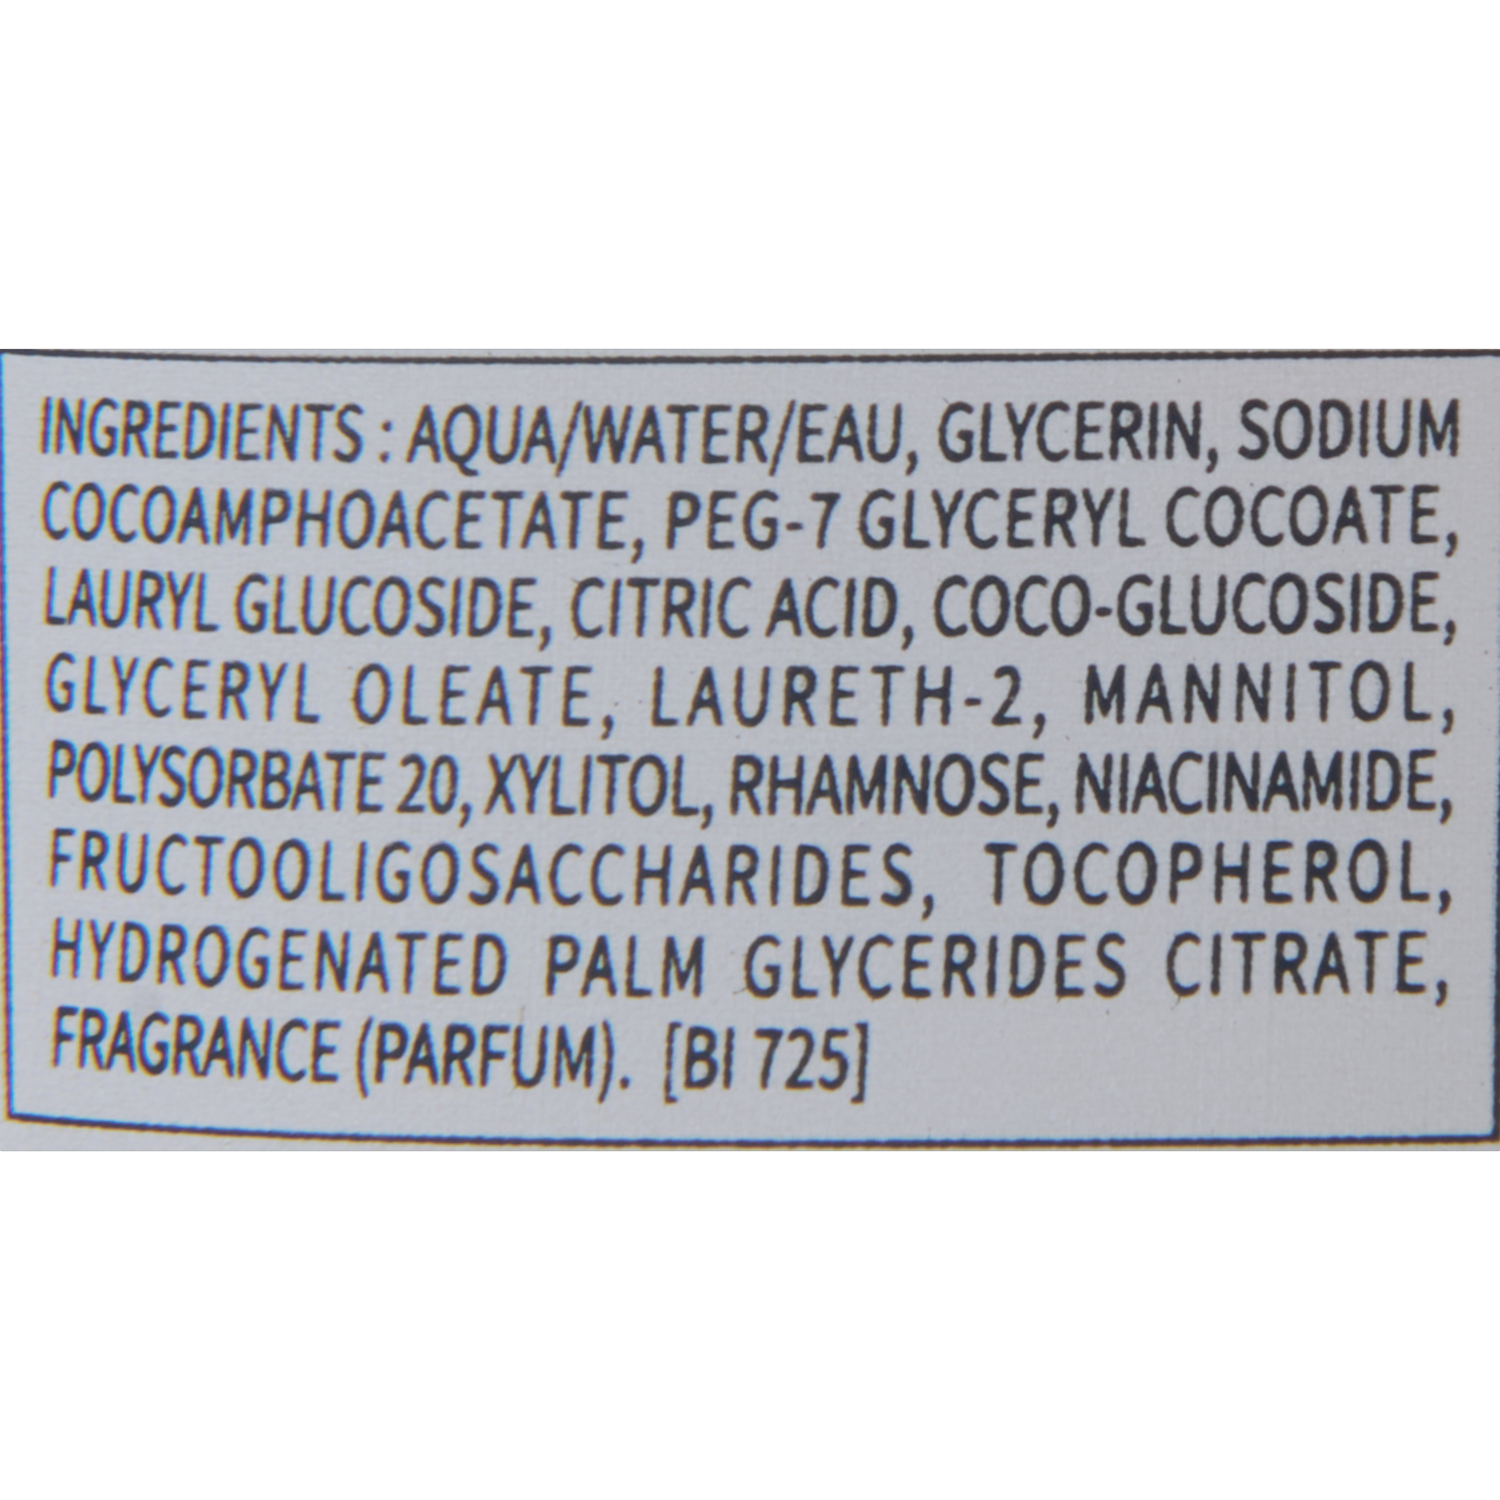 INGREDIENTS : AQUA/WATER/EAU, GLYCERIN, SODIUM
COCOAMPHOACETATE, PEG-7 GLYCERYL COCOATE,
LAURYL GLUCOSIDE, CITRIC ACID, COCO-GLUCOSIDE,
GLYCERYL OLEATE, LAURETH-2, MANNITOL,
POLYSORBATE 20, XYLITOL, RHAMNOSE, NIACINAMIDE,
FRUCTOOLIGOSACCHARIDES, TOCOPHEROL,
HYDROGENATED PALM GLYCERIDES CITRATE,
FRAGRANCE (PARFUM). [BI 725]